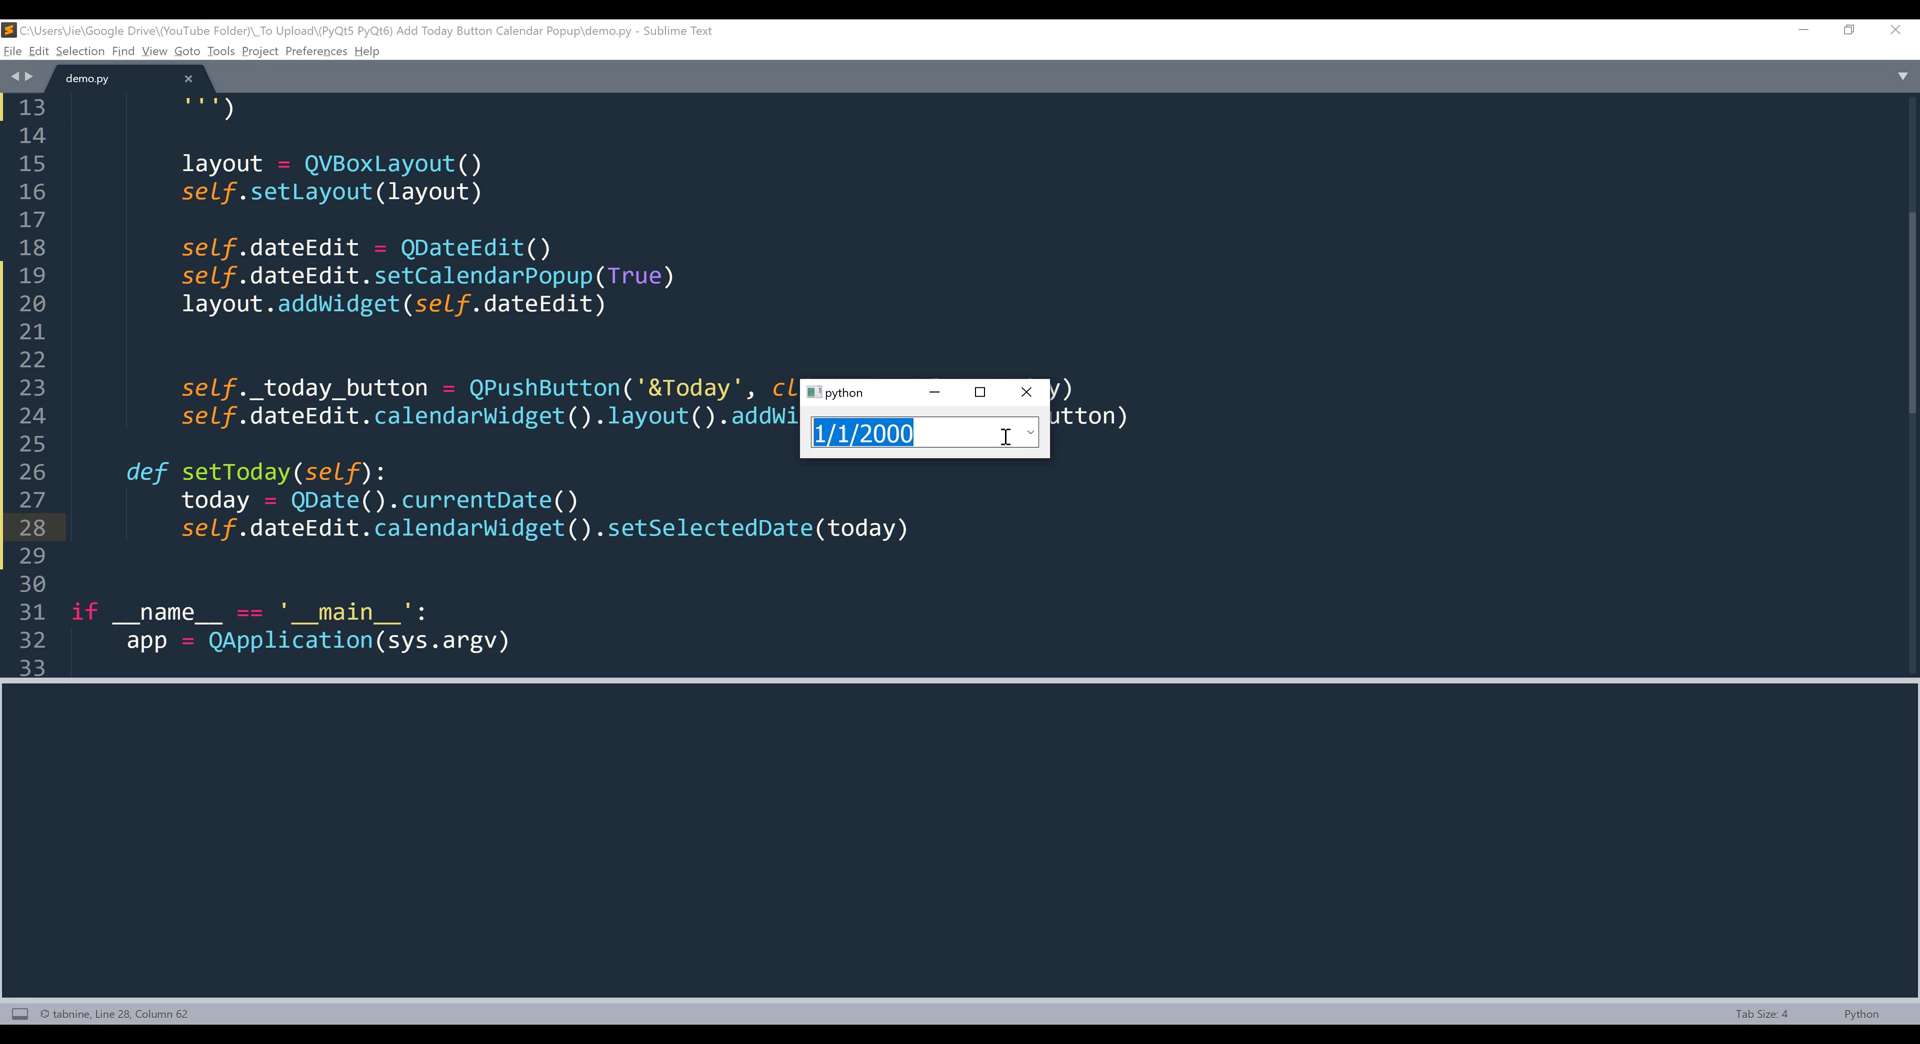 C:\Users\Jie\Google Drive\(YouTube Folder)\_To Upload\(PyQt5 PyQt6) Add Today Button Calendar Popup\demo.py - Sublime Text
File Edit Selection Find View Goto Tools Project Preferences Help
demo.py
13 ''')
14
15 layout = QVBoxLayout()
16 self.setLayout(layout)
17
18 self.dateEdit = QDateEdit()
19 self.dateEdit.setCalendarPopup(True)
20 layout.addWidget(self.dateEdit)
21
22
23 self._today_button = QPushButton('&Today', cl y)
24 self.dateEdit.calendarWidget().layout().addWi utton)
25
26 def setToday(self):
27 today = QDate().currentDate()
28 self.dateEdit.calendarWidget().setSelectedDate(today)
29
30
31 if __name__ == '__main__':
32 app = QApplication(sys.argv)
33
python
1/1/2000
tabnine, Line 28, Column 62
Tab Size: 4
Python